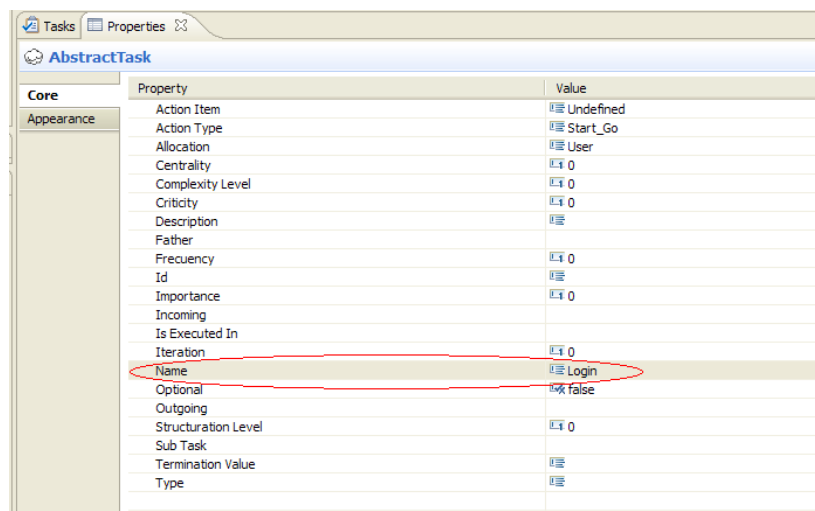 Tasks Properties
AbstractTask
Core
Appearance
Property Value
Action Item Undefined
Action Type Start_Go
Allocation User
Centrality 0
Complexity Level 0
Criticity 0
Description
Father
Frecuency 0
Id
Importance 0
Incoming
Is Executed In
Iteration 0
Name Login
Optional false
Outgoing
Structuration Level 0
Sub Task
Termination Value
Type